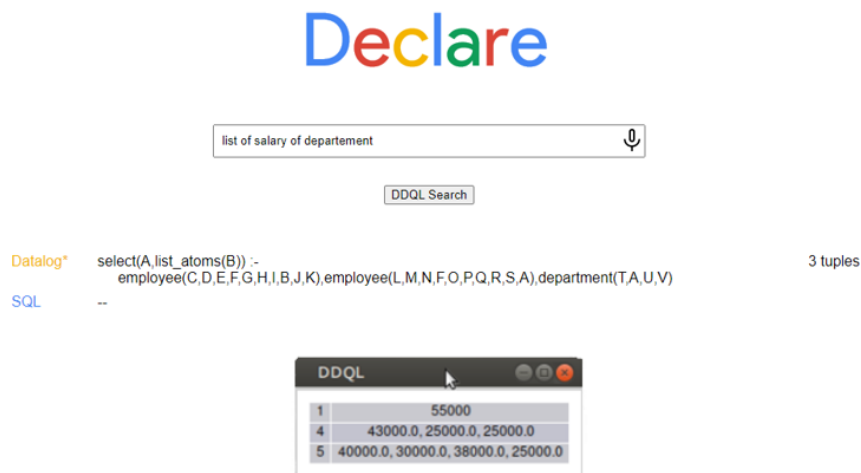 Declare
list of salary of departement
DDQL Search
Datalog* select(A,list_atoms(B)) :- 3 tuples
employee(C,D,E,F,G,H,I,B,J,K),employee(L,M,N,F,O,P,Q,R,S,A),department(T,A,U,V)
SQL --
DDQL
1 55000
4 43000.0, 25000.0, 25000.0
5 40000.0, 30000.0, 38000.0, 25000.0